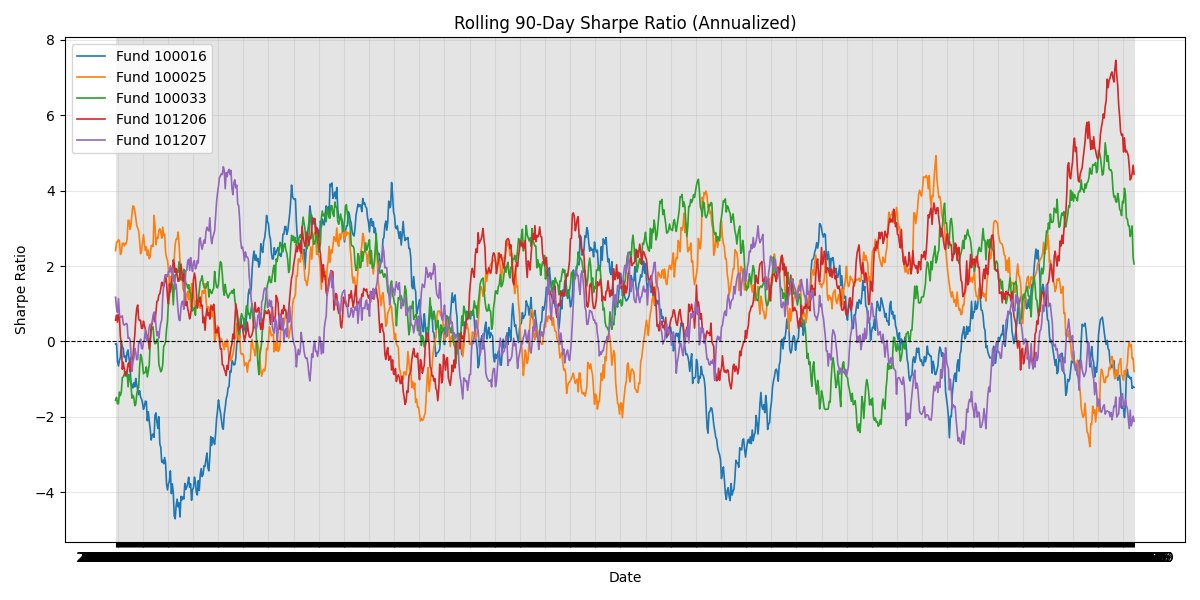 Rolling 90-Day Sharpe Ratio (Annualized)
Fund 100016
Fund 100025
Fund 100033
Fund 101206
Fund 101207
8
6
4
2
0
−2
−4
Sharpe Ratio
Date